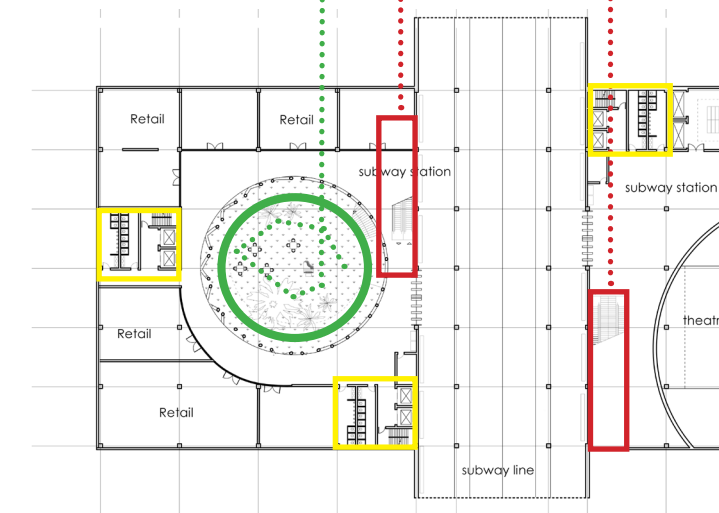 Retail
Retail
subway station
subway station
Retail
theatr
Retail
subway line